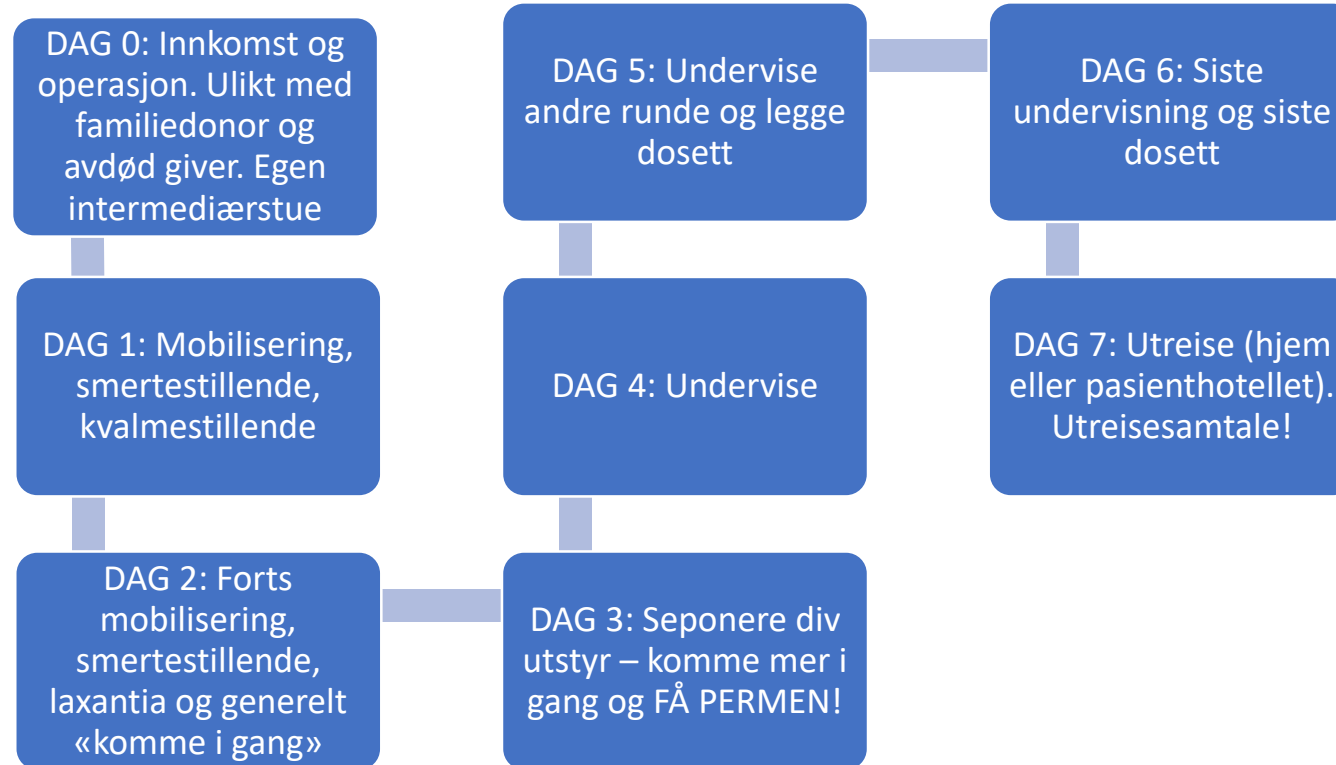 DAG 0: Innkomst og
operasjon. Ulikt med
familiedonor og
avdød giver. Egen
intermediærstue
DAG 1: Mobilisering,
smertestillende,
kvalmestillende
DAG 2: Forts
mobilisering,
smertestillende,
laxantia og generelt
«komme i gang»
DAG 3: Seponere div
utstyr – komme mer i
gang og FÅ PERMEN!
DAG 4: Undervise
DAG 5: Undervise
andre runde og legge
dosett
DAG 6: Siste
undervisning og siste
dosett
DAG 7: Utreise (hjem
eller pasienthotellet).
Utreisesamtale!